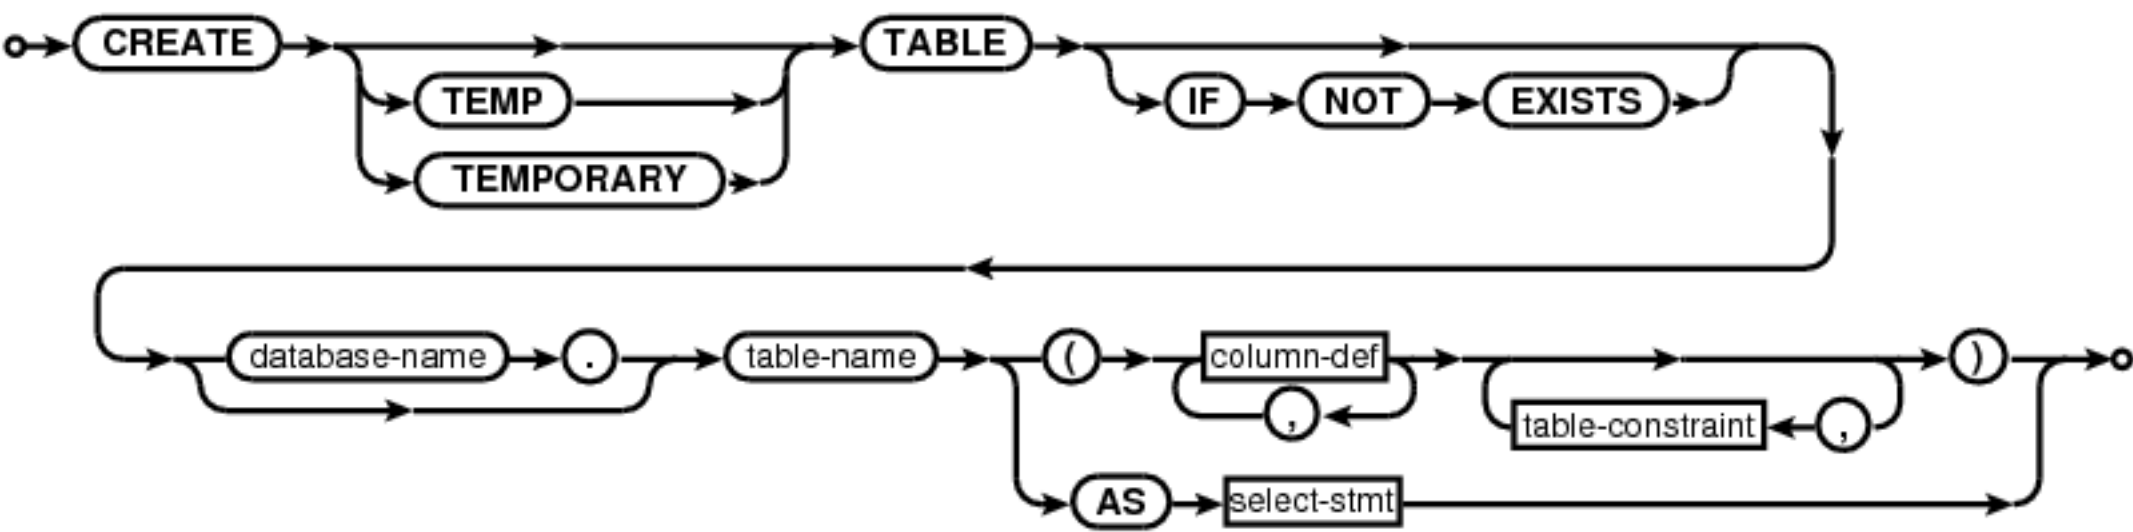 CREATE TABLE
TEMP IF NOT EXISTS
TEMPORARY
database-name . table-name ( column-def )
, table-constraint ,
AS select-stmt